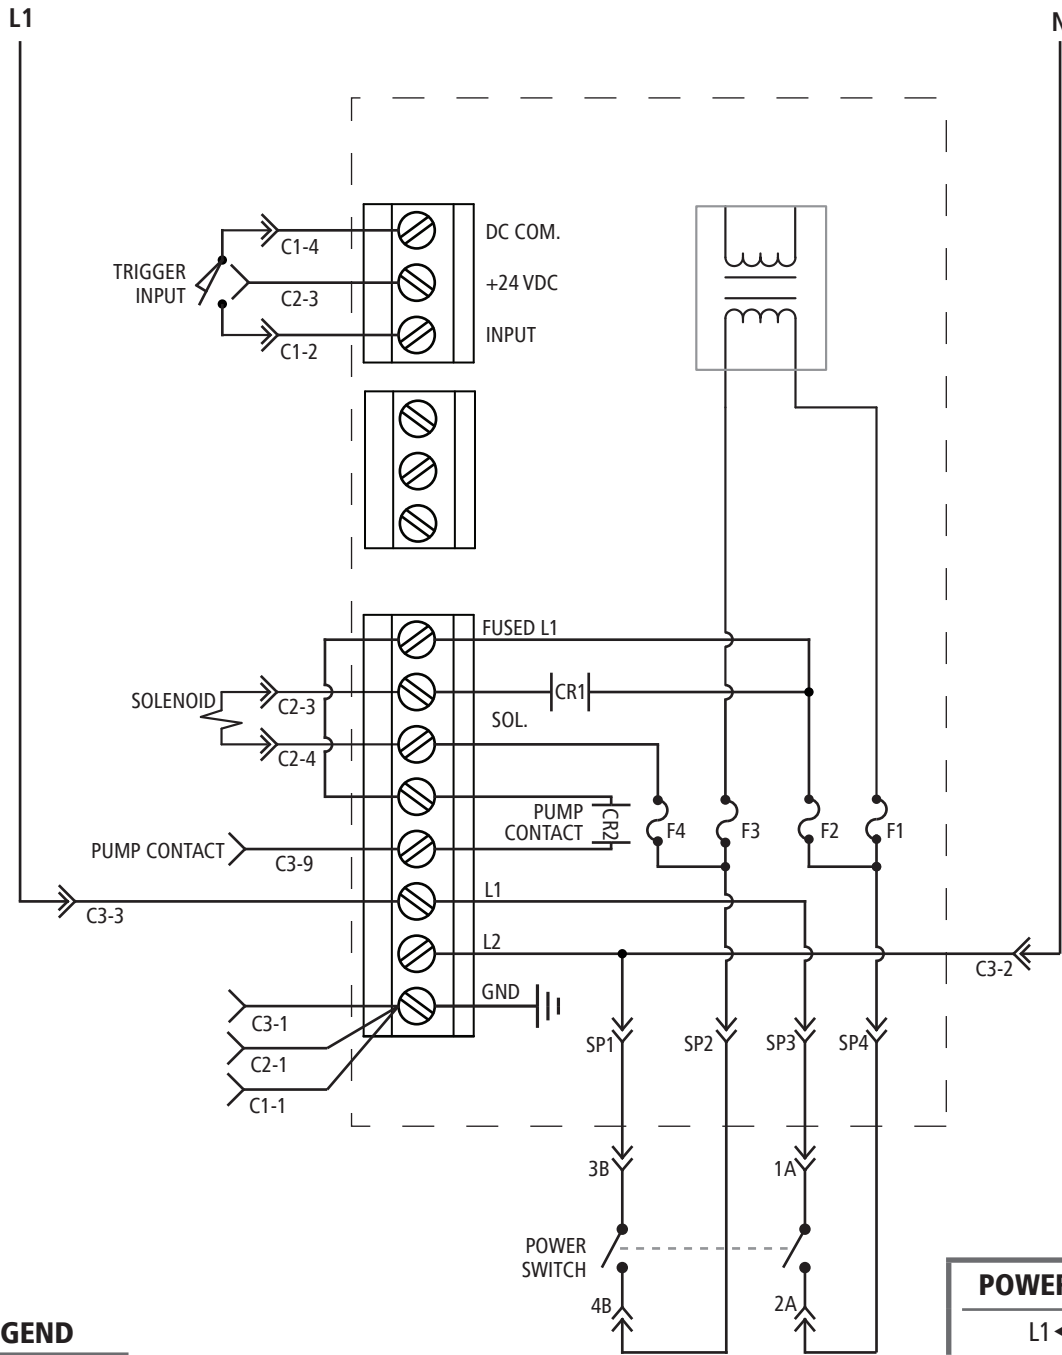 L1
N
C1-4
DC COM.
TRIGGER
INPUT
C2-3
+24 VDC
C1-2
INPUT
FUSED L1
SOLENOID
C2-3
CR1
SOL.
C2-4
PUMP
CONTACT
CR2
F4
F3
F2
F1
PUMP CONTACT
C3-9
C3-3
L1
L2
C3-2
GND
C3-1
C2-1
C1-1
SP1
SP2
SP3
SP4
3B
1A
POWER
SWITCH
4B
2A
GEND
POWER
L1